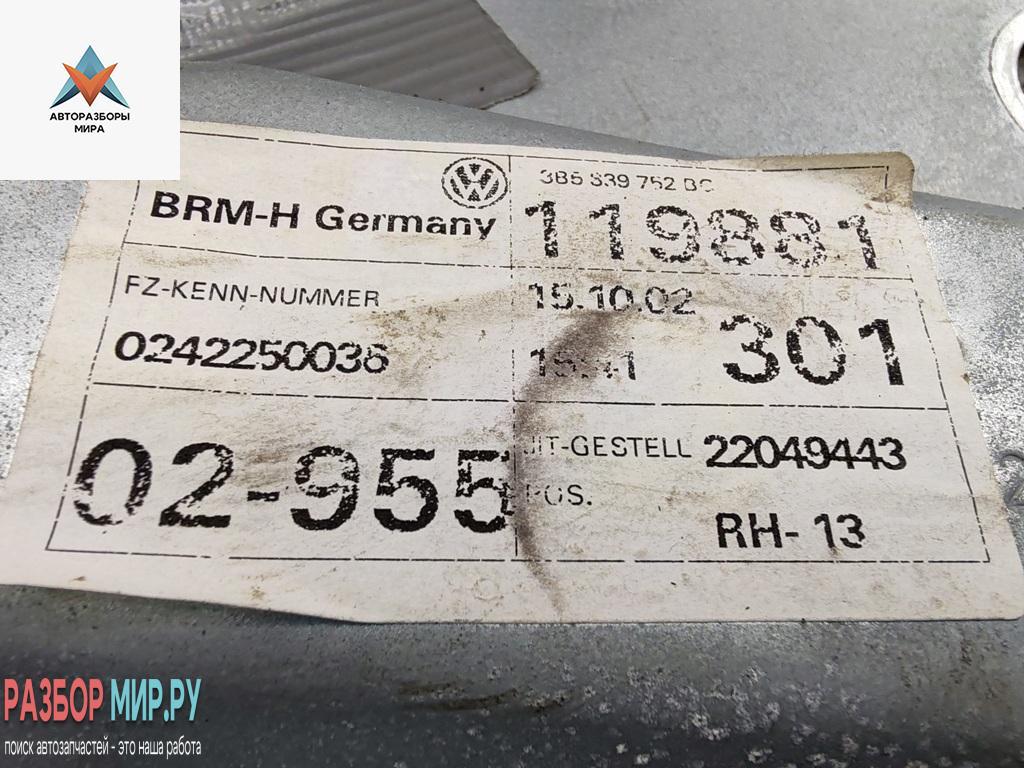 АВТОРАЗБОРЫ
МИРА
BRM-H Germany
3B5 839 752
119881
FZ-KENN-NUMMER
0242250036
15.10.02
301
02-955
JIT-GESTELL 22049443
POS.
RH- 13
РАЗБОР МИР.РУ
поиск автозапчастей - это наша работа